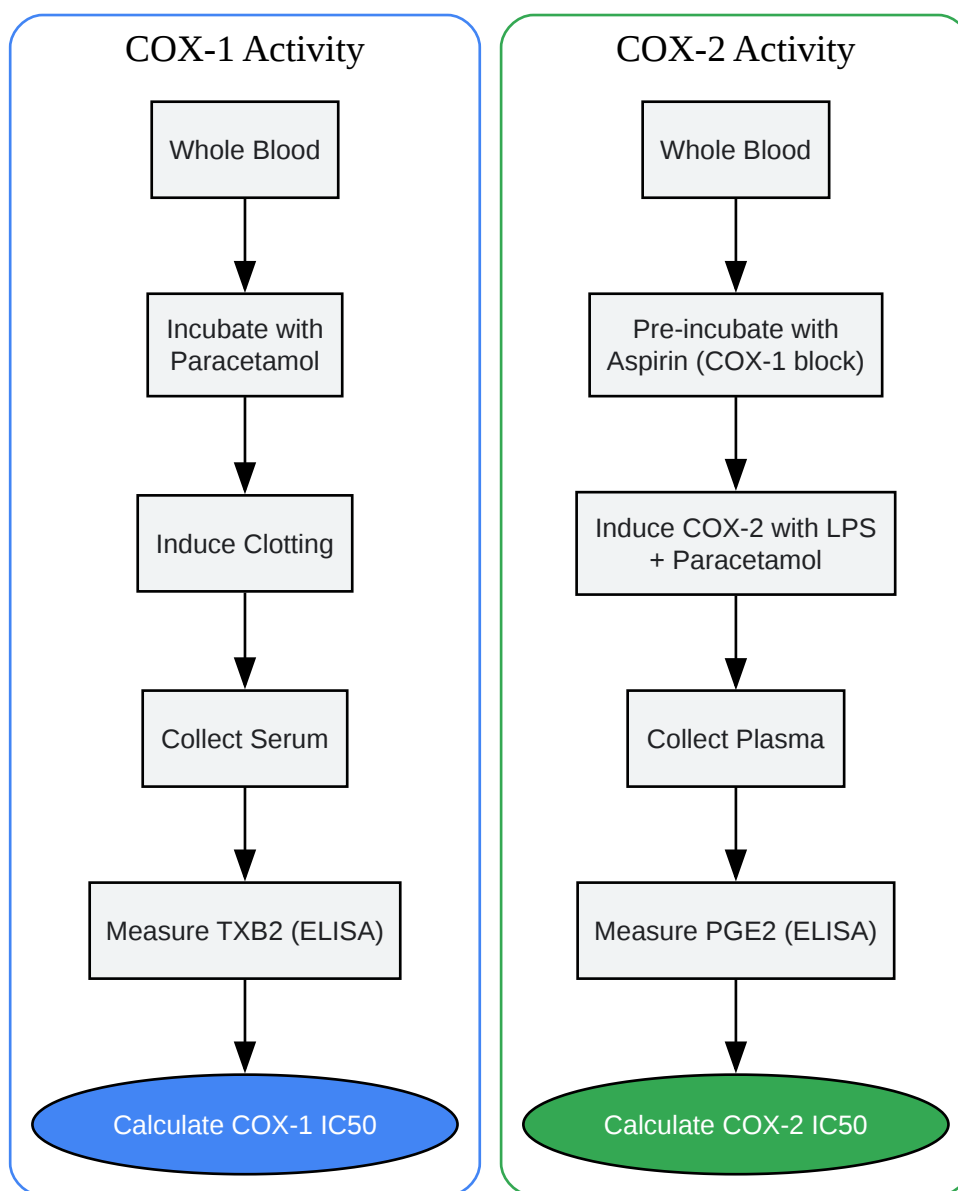 COX-1 Activity
Whole Blood
Incubate with
Paracetamol
Induce Clotting
Collect Serum
Measure TXB2 (ELISA)
Calculate COX-1 IC50
COX-2 Activity
Whole Blood
Pre-incubate with
Aspirin (COX-1 block)
Induce COX-2 with LPS
+ Paracetamol
Collect Plasma
Measure PGE2 (ELISA)
Calculate COX-2 IC50